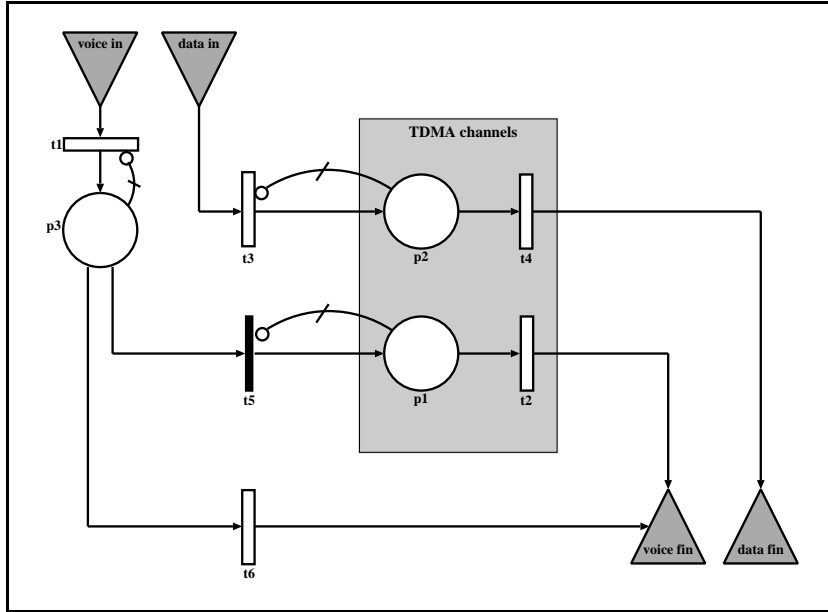 voice in
data in
TDMA channels
t1
p3
t3
p2
t4
t5
p1
t2
t6
voice fin
data fin